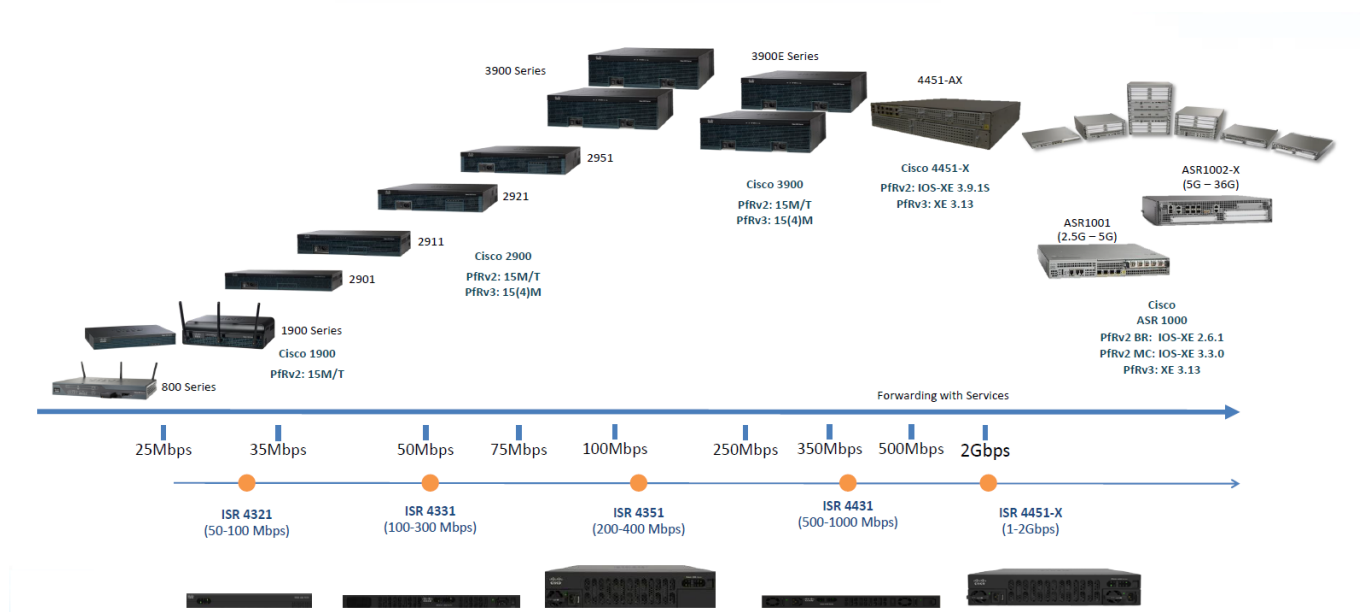 3900 Series
3900E Series
4451-AX
2951
2921
2911
2901
1900 Series
800 Series
Cisco 1900
PfRv2: 15M/T
Cisco 2900
PfRv2: 15M/T
PfRv3: 15(4)M
Cisco 3900
PfRv2: 15M/T
PfRv3: 15(4)M
Cisco 4451-X
PfRv2: IOS-XE 3.9.1S
PfRv3: XE 3.13
ASR1002-X
(5G – 36G)
ASR1001
(2.5G – 5G)
Cisco
ASR 1000
PfRv2 BR: IOS-XE 2.6.1
PfRv2 MC: IOS-XE 3.3.0
PfRv3: XE 3.13
Forwarding with Services
25Mbps 35Mbps 50Mbps 75Mbps 100Mbps 250Mbps 350Mbps 500Mbps 2Gbps
ISR 4321
(50-100 Mbps)
ISR 4331
(100-300 Mbps)
ISR 4351
(200-400 Mbps)
ISR 4431
(500-1000 Mbps)
ISR 4451-X
(1-2Gbps)